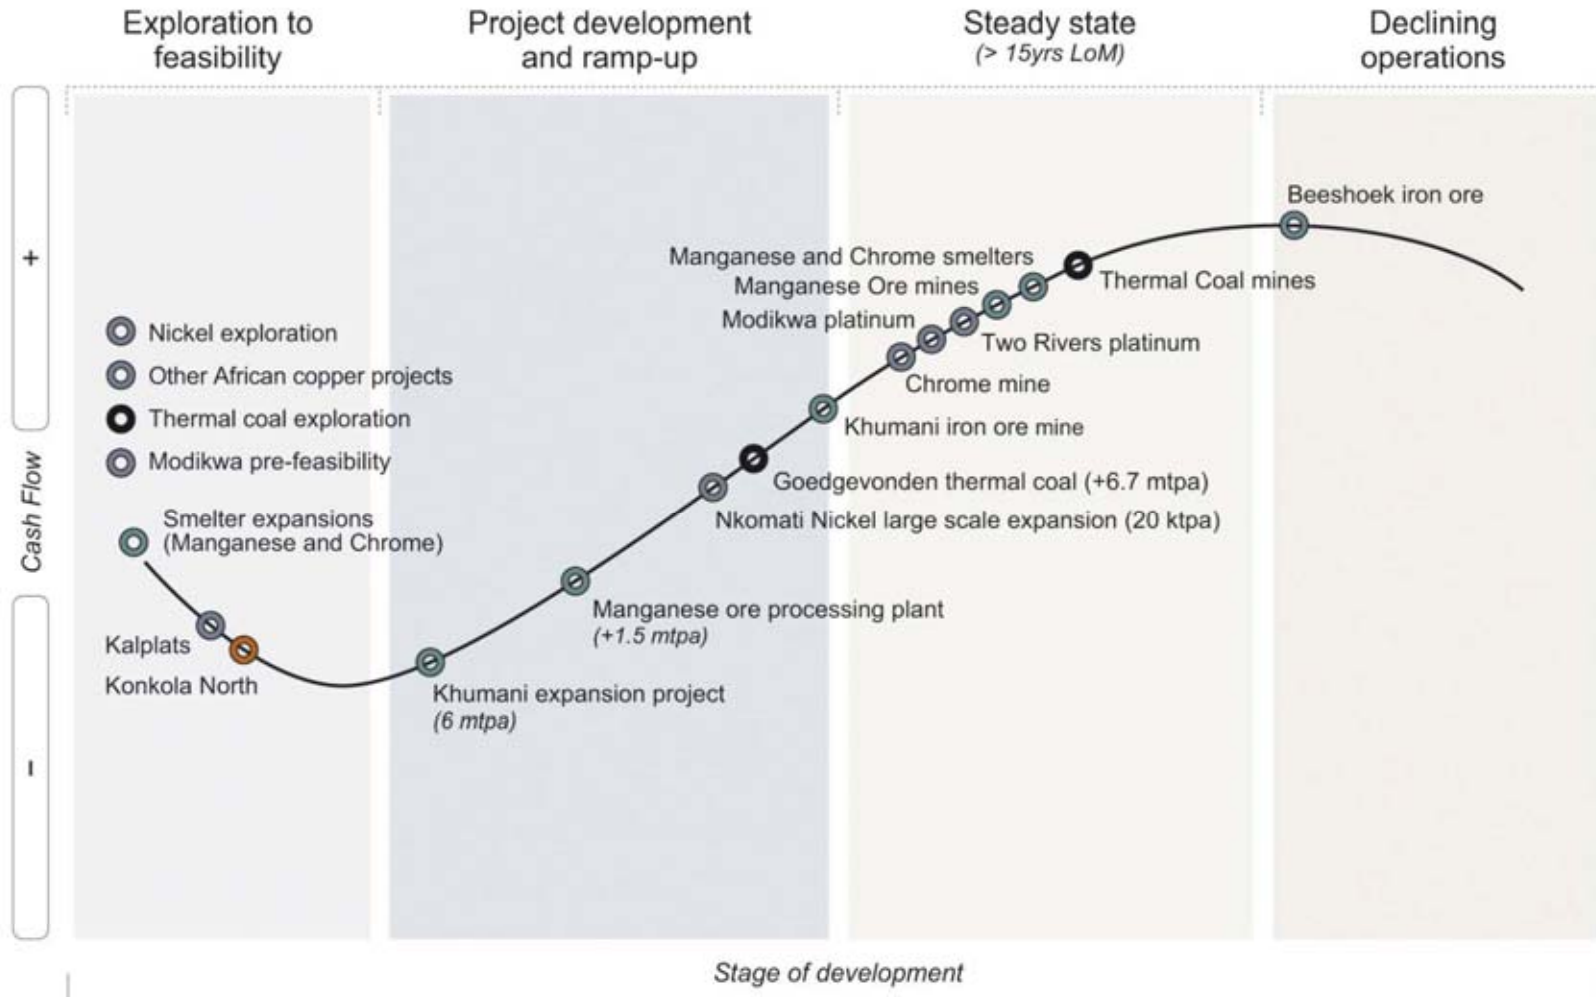 Exploration to
feasibility
Project development
and ramp-up
Steady state
(> 15yrs LoM)
Declining
operations
+
Cash Flow
–
Beeshoek iron ore
Manganese and Chrome smelters
Thermal Coal mines
Manganese Ore mines
Modikwa platinum
Two Rivers platinum
Chrome mine
Khumani iron ore mine
Goedgevonden thermal coal (+6.7 mtpa)
Nkomati Nickel large scale expansion (20 ktpa)
Nickel exploration
Other African copper projects
Thermal coal exploration
Modikwa pre-feasibility
Smelter expansions
(Manganese and Chrome)
Kalplats
Konkola North
Manganese ore processing plant
(+1.5 mtpa)
Khumani expansion project
(6 mtpa)
Stage of development